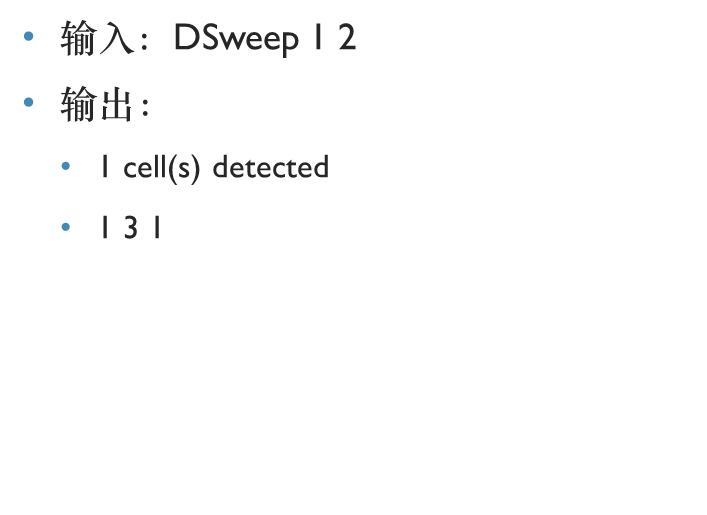 • 输入：DSweep 1 2
• 输出：
• 1 cell(s) detected
• 1 3 1